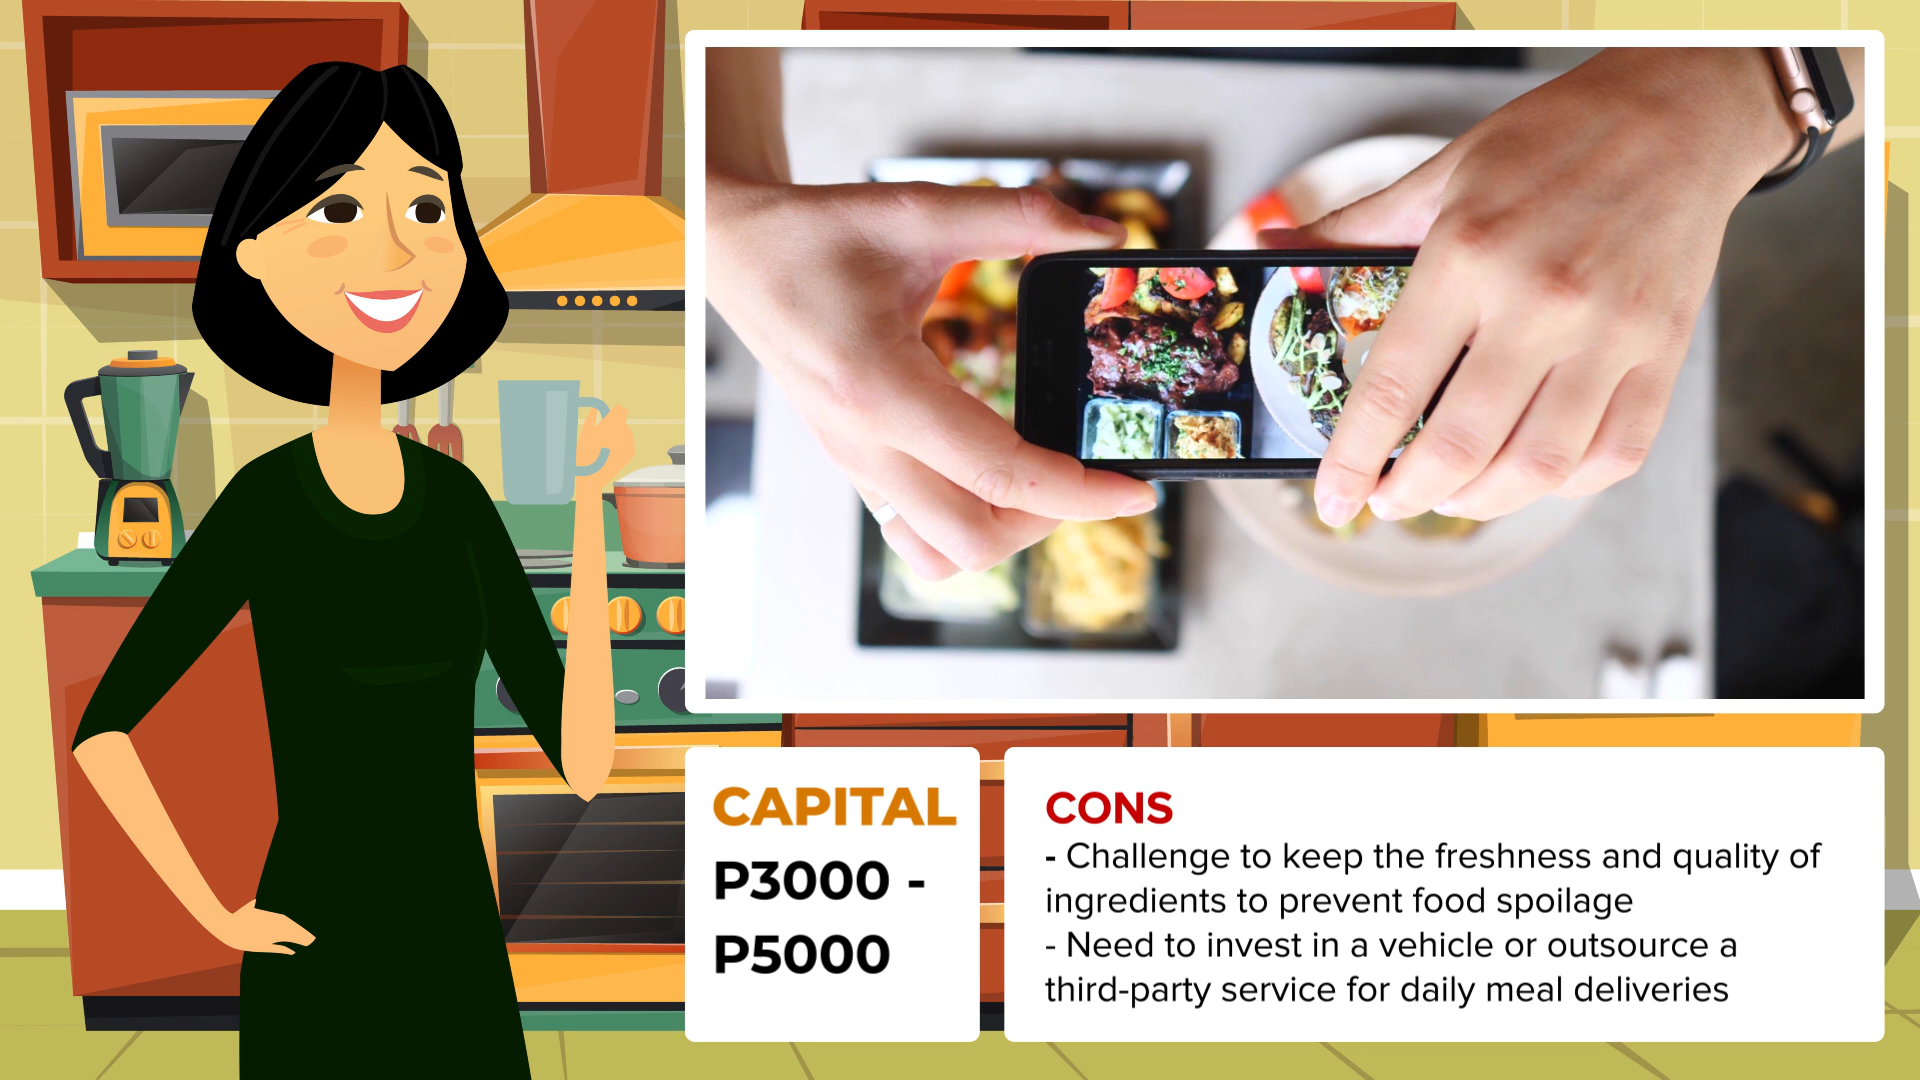 CAPITAL
P3000 -
P5000
CONS
- Challenge to keep the freshness and quality of
ingredients to prevent food spoilage
- Need to invest in a vehicle or outsource a
third-party service for daily meal deliveries